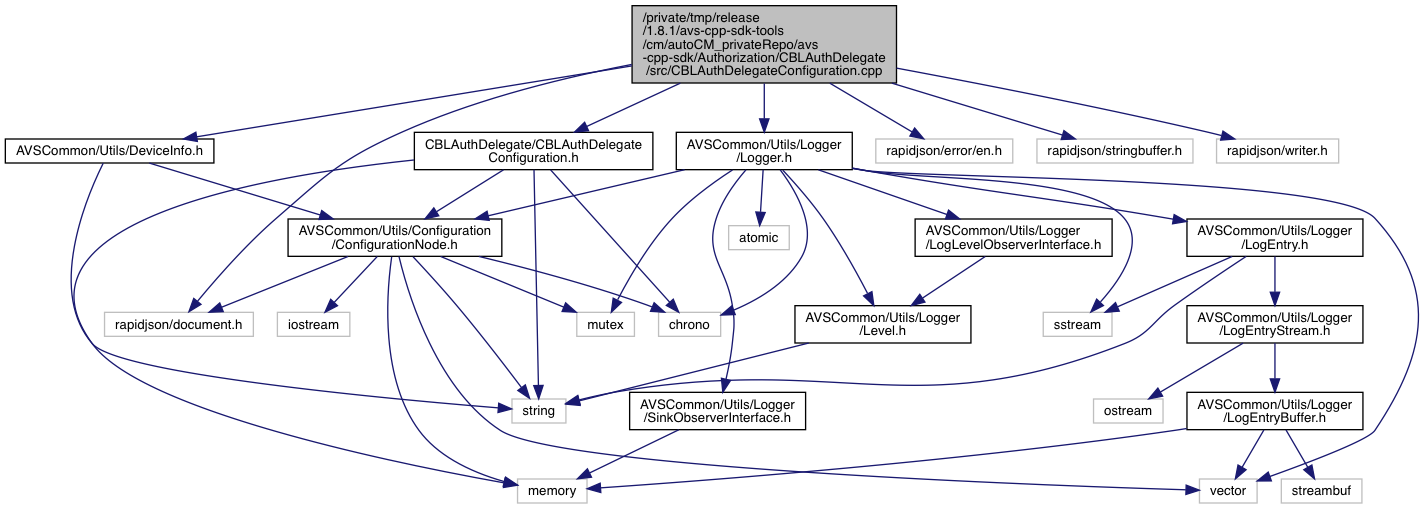 /private/tmp/release
/1.8.1/avs-cpp-sdk-tools
/cm/autoCM_privateRepo/avs
-cpp-sdk/Authorization/CBLAuthDelegate
/src/CBLAuthDelegateConfiguration.cpp
AVSCommon/Utils/DeviceInfo.h
CBLAuthDelegate/CBLAuthDelegate
Configuration.h
AVSCommon/Utils/Logger
/Logger.h
rapidjson/error/en.h
rapidjson/stringbuffer.h
rapidjson/writer.h
AVSCommon/Utils/Configuration
/ConfigurationNode.h
atomic
AVSCommon/Utils/Logger
/LogLevelObserverInterface.h
AVSCommon/Utils/Logger
/LogEntry.h
rapidjson/document.h
iostream
mutex
chrono
AVSCommon/Utils/Logger
/Level.h
sstream
AVSCommon/Utils/Logger
/LogEntryStream.h
string
AVSCommon/Utils/Logger
/SinkObserverInterface.h
ostream
AVSCommon/Utils/Logger
/LogEntryBuffer.h
memory
vector
streambuf